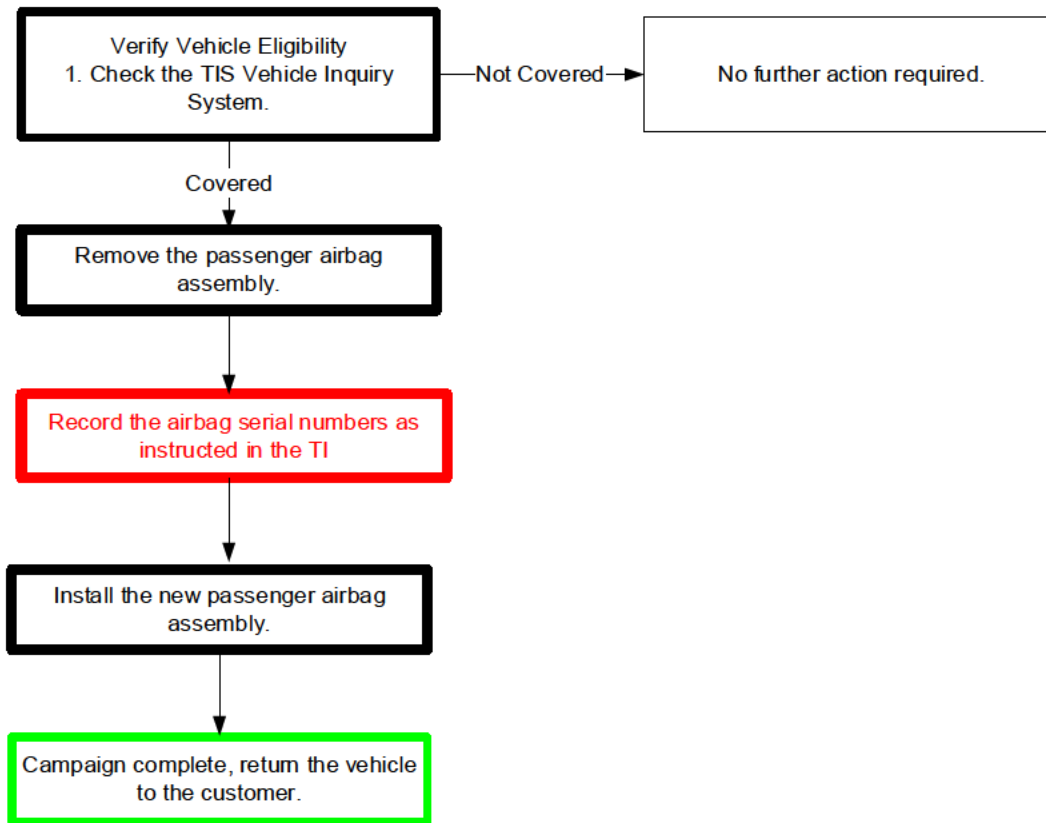 Verify Vehicle Eligibility
1. Check the TIS Vehicle Inquiry
System.
Not Covered
No further action required.
Covered
Remove the passenger airbag
assembly.
Record the airbag serial numbers as
instructed in the TI
Install the new passenger airbag
assembly.
Campaign complete, return the vehicle
to the customer.